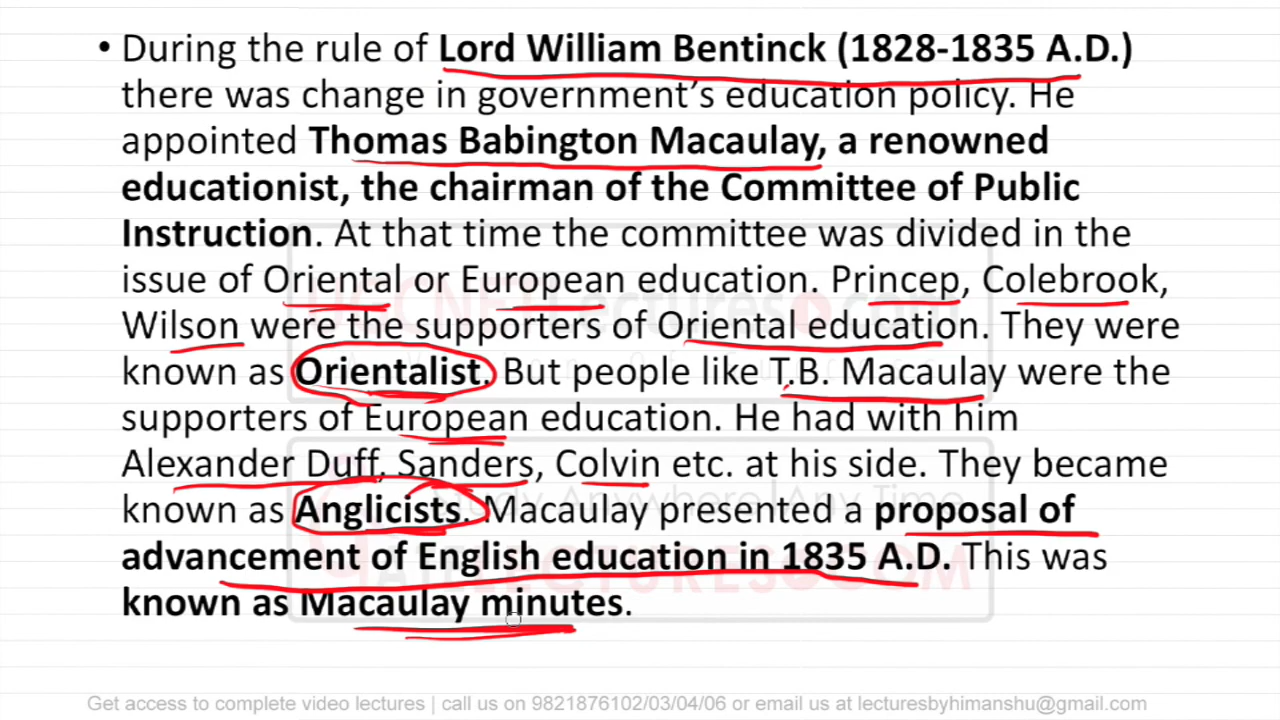 • During the rule of Lord William Bentinck (1828-1835 A.D.)
there was change in government's education policy. He
appointed Thomas Babington Macaulay, a renowned
educationist, the chairman of the Committee of Public
Instruction. At that time the committee was divided in the
issue of Oriental or European education. Princep, Colebrook,
Wilson were the supporters of Oriental education. They were
known as Orientalist. But people like T.B. Macaulay were the
supporters of European education. He had with him
Alexander Duff, Sanders, Colvin etc. at his side. They became
known as Anglicists. Macaulay presented a proposal of
advancement of English education in 1835 A.D. This was
known as Macaulay minutes.
Get access to complete video lectures | call us on 9821876102/03/04/06 or email us at lecturesbyhimanshu@gmail.com